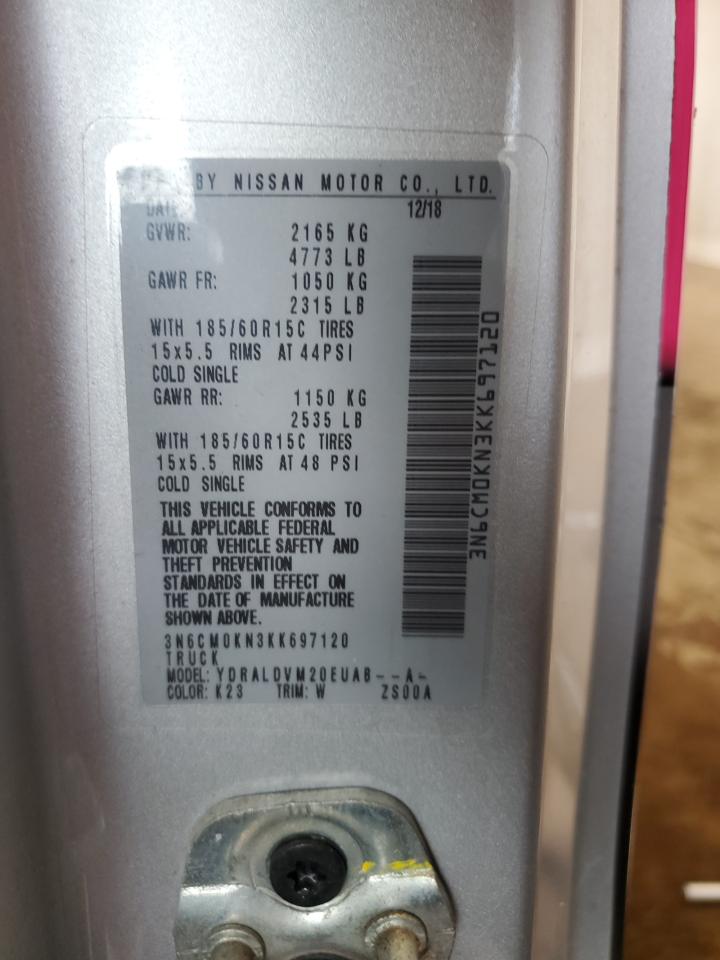 BY NISSAN MOTOR CO., LTD.
DATE 12/18
GVWR: 2165 KG
4773 LB
GAWR FR: 1050 KG
2315 LB
WITH 185/60R15C TIRES
15x5.5 RIMS AT 44PSI
COLD SINGLE
GAWR RR: 1150 KG
2535 LB
WITH 185/60R15C TIRES
15x5.5 RIMS AT 48 PSI
COLD SINGLE
THIS VEHICLE CONFORMS TO
ALL APPLICABLE FEDERAL
MOTOR VEHICLE SAFETY AND
THEFT PREVENTION
STANDARDS IN EFFECT ON
THE DATE OF MANUFACTURE
SHOWN ABOVE.
3N6CM0KN3KK697120
TRUCK
MODEL: YDRALDVM20EUAB--A-
COLOR: K23 TRIM: W ZS00A
3N6CM0KN3KK697120